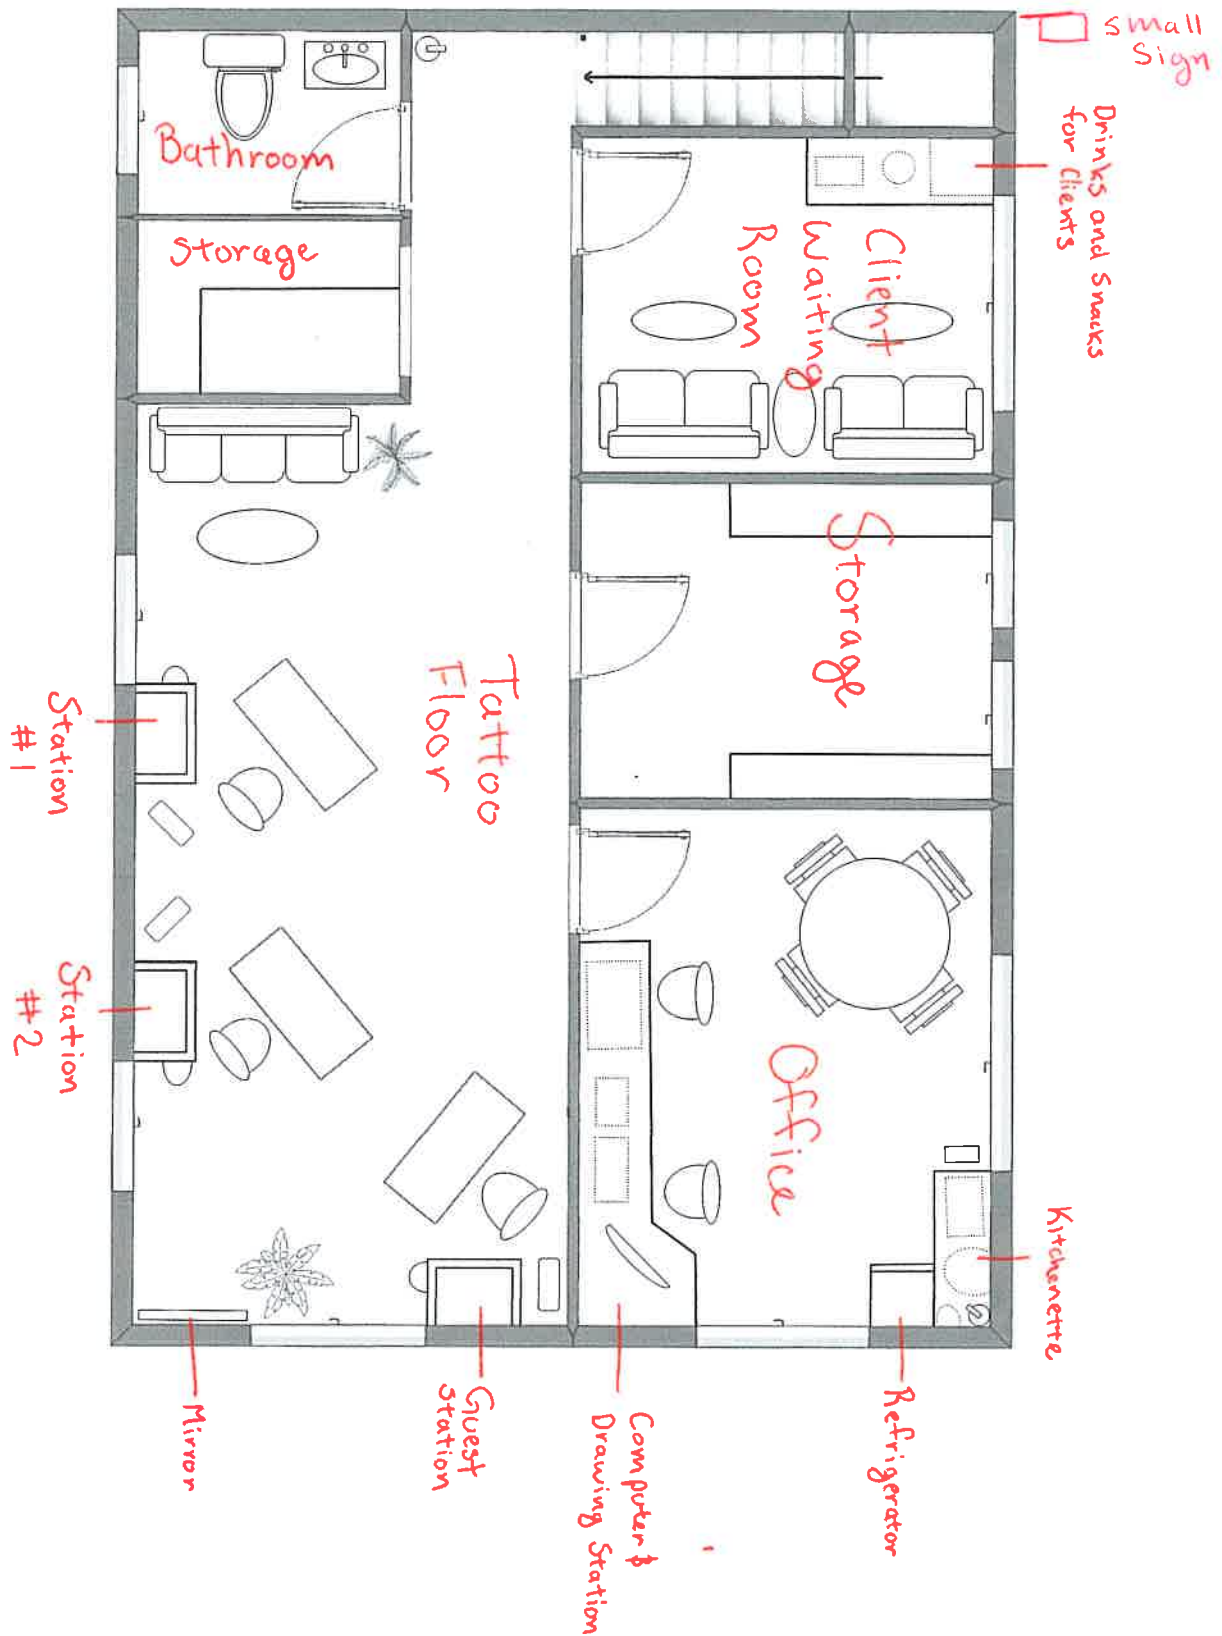 small
Sign
Drinks and Snacks
for Clients
Bathroom
Storage
Client
Waiting
Room
Storage
Tattoo
Floor
Station
#1
Station
#2
Office
Kitchenette
Refrigerator
Computer &
Drawing Station
Guest
Station
Mirror